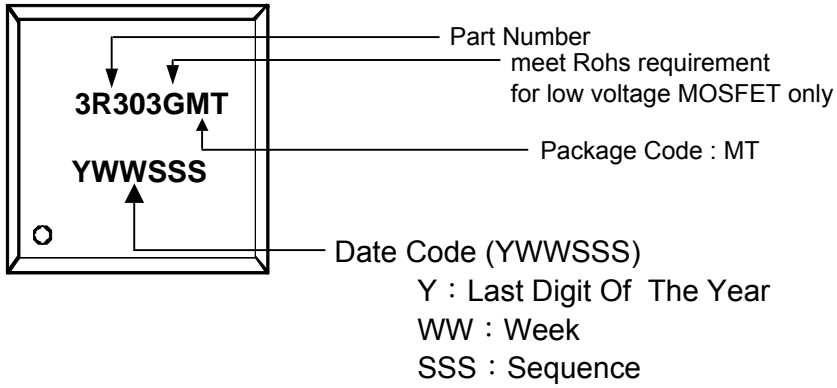 Part Number
meet Rohs requirement
for low voltage MOSFET only
3R303GMT
Package Code : MT
YWWSSS
Date Code (YWWSSS)
Y：Last Digit Of The Year
WW：Week
SSS：Sequence